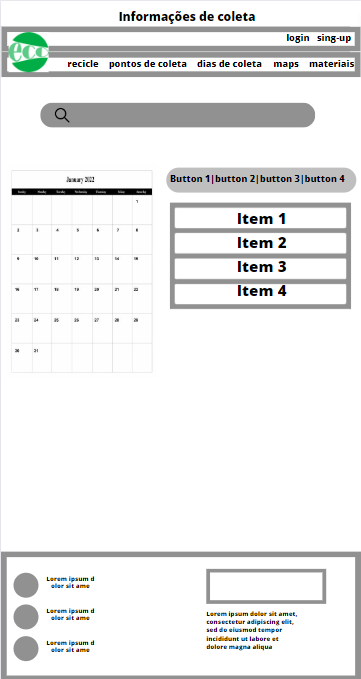 Informações de coleta
login sing-up
ecc
recicle pontos de coleta dias de coleta maps materiais
January 2022
Sunday Monday Tuesday Wednesday Thursday Friday Saturday
1
2 3 4 5 6 7 8
9 10 11 12 13 14 15
16 17 18 19 20 21 22
23 24 25 26 27 28 29
30 31
Button 1|button 2|button 3|button 4
Item 1
Item 2
Item 3
Item 4
Lorem ipsum d
olor sit ame
Lorem ipsum d
olor sit ame
Lorem ipsum d
olor sit ame
Lorem ipsum dolor sit amet,
consectetur adipiscing elit,
sed do eiusmod tempor
incididunt ut labore et
dolore magna aliqua